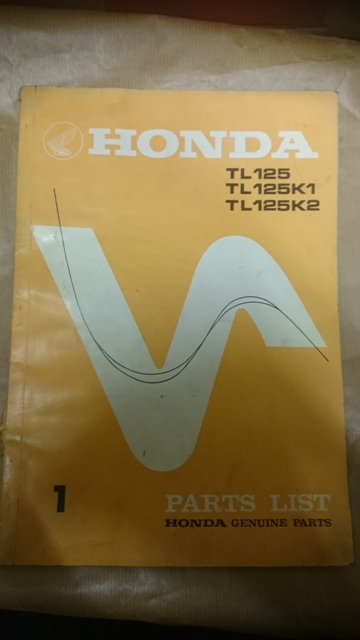 HONDA
TL125
TL125K1
TL125K2
1
PARTS LIST
HONDA GENUINE PARTS